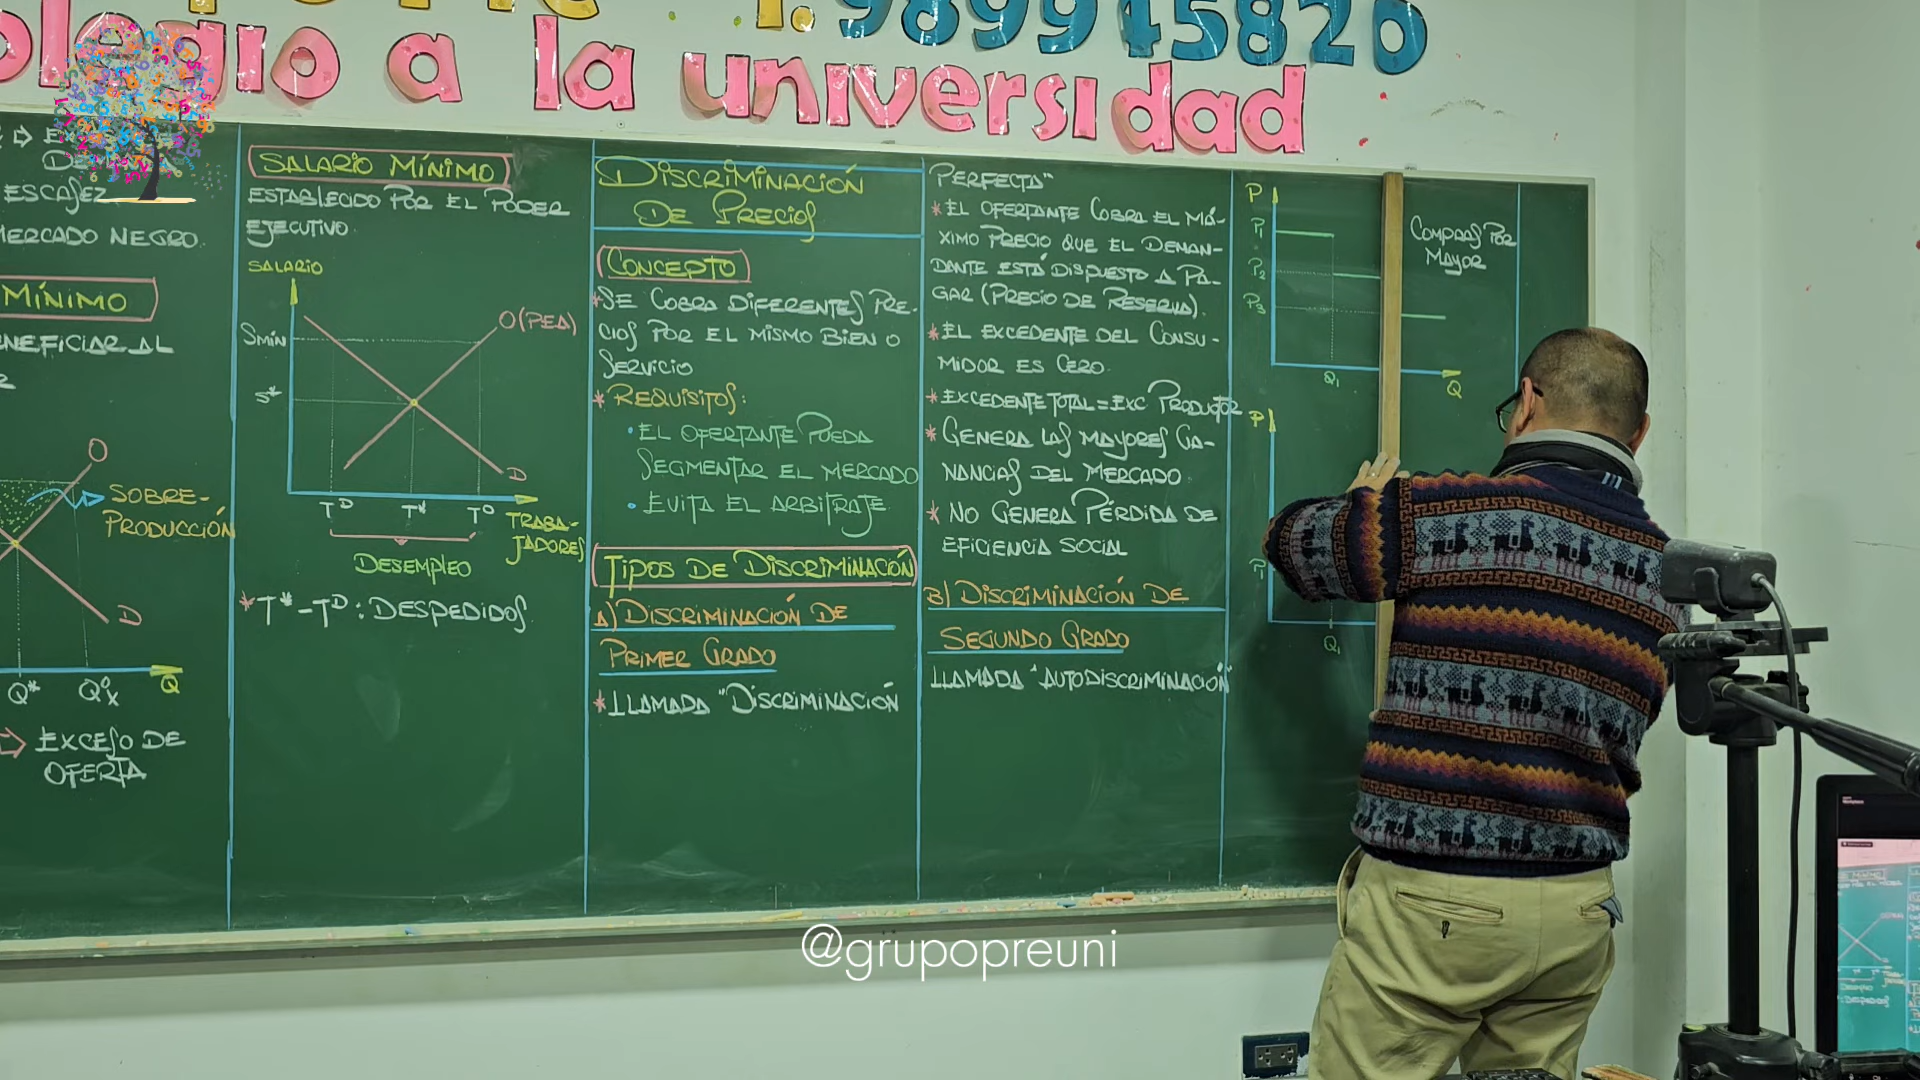 T. 989945820
olegio a la universidad
ESCASEZ
MERCADO NEGRO.
MÍNIMO
ENEFICIAR AL
O
SOBRE-
PRODUCCIÓN
D
Q* Q°x Q
EXCESO DE
OFERTA
SALARIO MÍNIMO
ESTABLECIDO POR EL PODER
EJECUTIVO.
SALARIO
O(PEA)
Smín
S*
D
T^D T* T^O
TRABA-
JADORES
DESEMPLEO
*T*-T^D: DESPEDIDOS.
DISCRIMINACIÓN
DE PRECIOS
CONCEPTO
*SE COBRA DIFERENTES PRE-
CIOS POR EL MISMO BIEN O
SERVICIO
*REQUISITOS:
•EL OFERTANTE PUEDA
SEGMENTAR EL MERCADO
•EVITA EL ARBITRAJE
TIPOS DE DISCRIMINACIÓN
A) DISCRIMINACIÓN DE
PRIMER GRADO
*LLAMADA "DISCRIMINACIÓN
PERFECTA"
*EL OFERTANTE COBRA EL MÁ-
XIMO PRECIO QUE EL DEMAN-
DANTE ESTÁ DISPUESTO A PA-
GAR (PRECIO DE RESERVA).
*EL EXCEDENTE DEL CONSU-
MIDOR ES CERO.
*EXCEDENTE TOTAL=EXC PRODUCTOR
*GENERA LAS MAYORES GA-
NANCIAS DEL MERCADO.
*NO GENERA PÉRDIDA DE
EFICIENCIA SOCIAL
B) DISCRIMINACIÓN DE
SEGUNDO GRADO
LLAMADA "AUTODISCRIMINACIÓN"
P
P1
P2
P3
Q1 Q
COMPRAS POR
MAYOR
P
P1
Q1
@grupopreuni